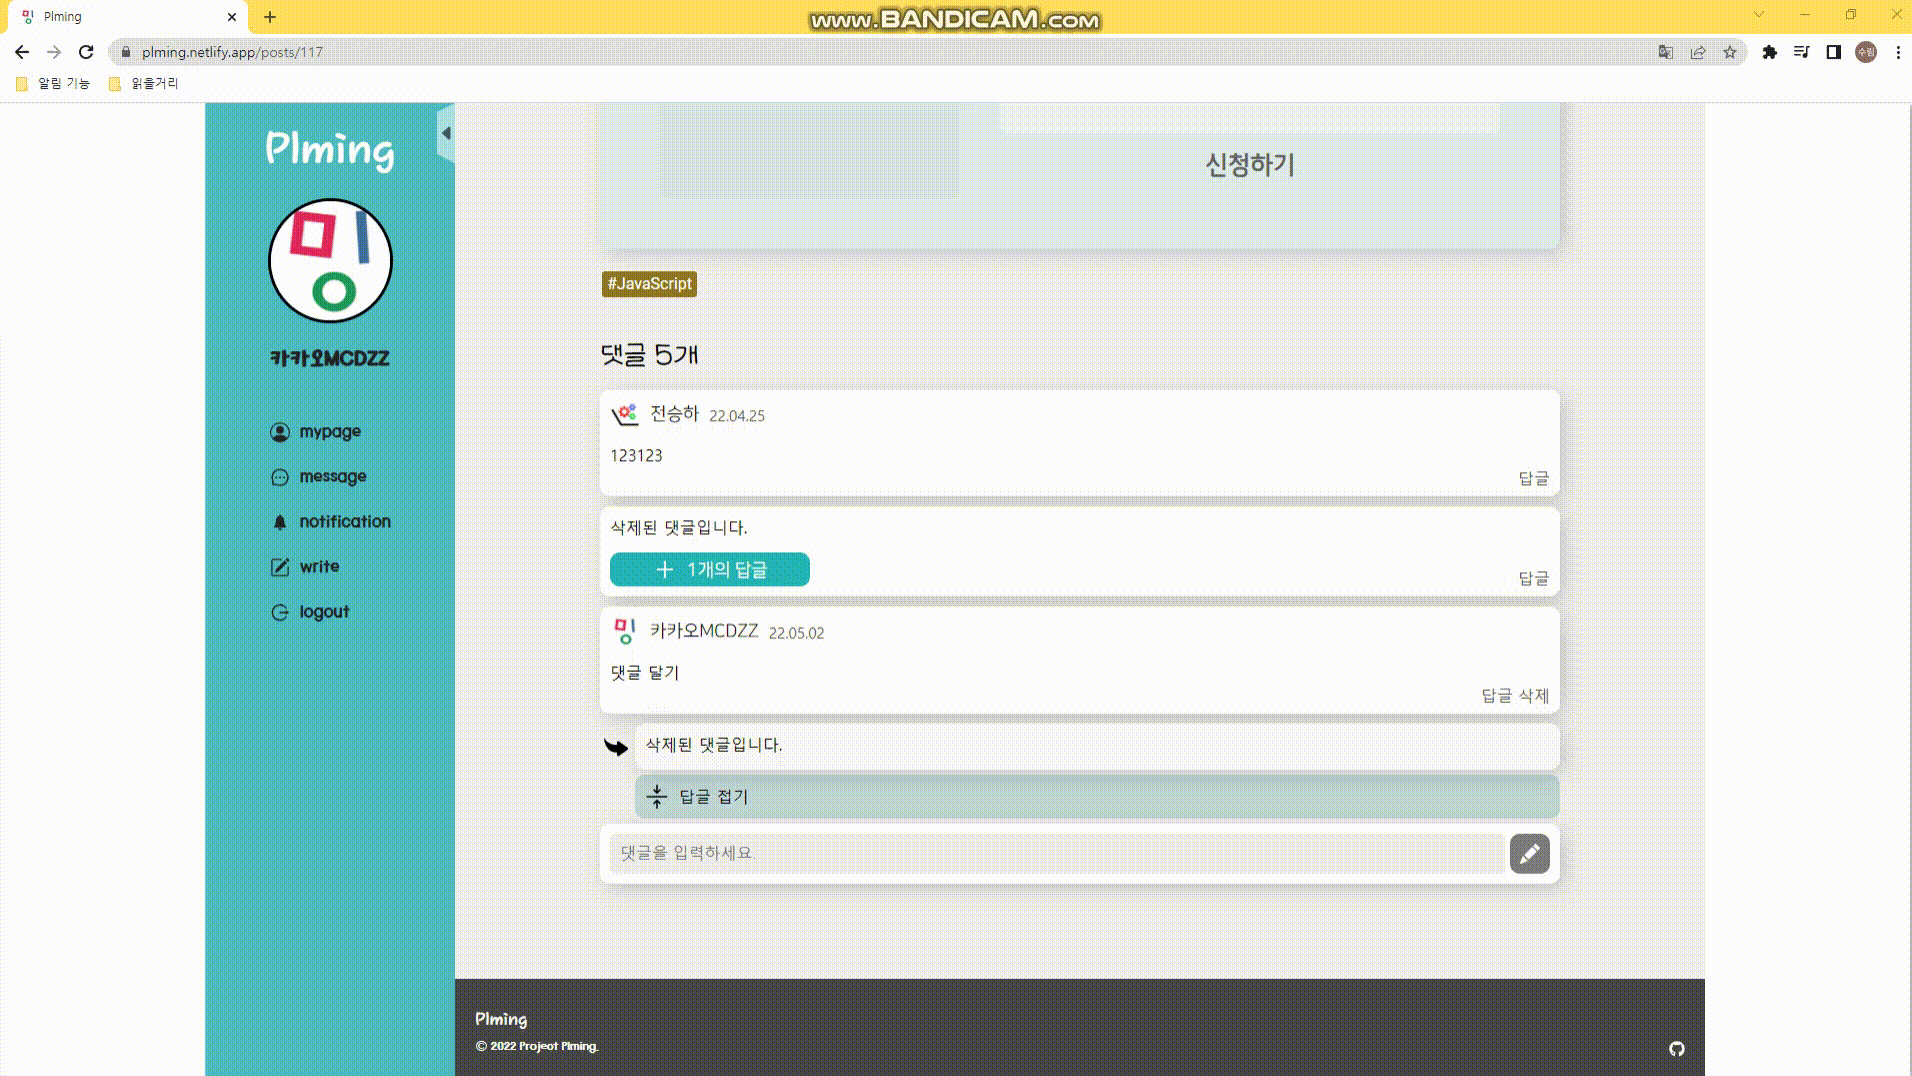 Plming
www.BANDICAM.com
plming.netlify.app/posts/117
수림
알림 기능
읽을거리
Plming
밍
카카오MCDZZ
mypage
message
notification
write
logout
신청하기
#JavaScript
댓글 5개
전승하 22.04.25
123123
답글
삭제된 댓글입니다.
1개의 답글
답글
카카오MCDZZ 22.05.02
댓글 달기
답글 삭제
삭제된 댓글입니다.
답글 접기
댓글을 입력하세요.
Plming
© 2022 Project Plming.